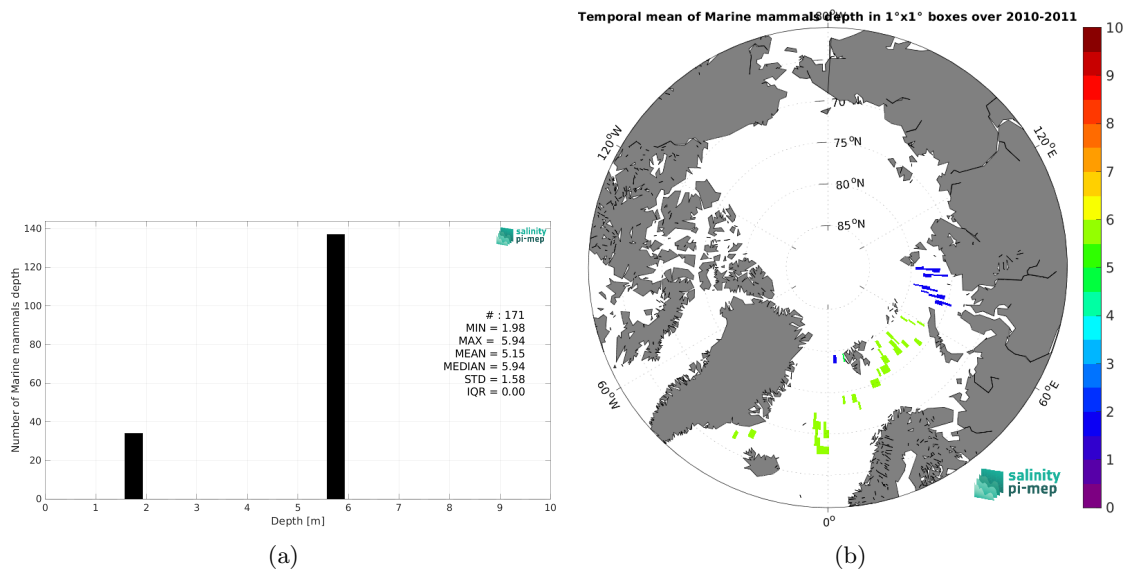 140
120
100
80
60
40
20
0
Number of Marine mammals depth
0 1 2 3 4 5 6 7 8 9 10
Depth [m]
salinity
pi-mep
# : 171
MIN = 1.98
MAX = 5.94
MEAN = 5.15
MEDIAN = 5.94
STD = 1.58
IQR = 0.00
(a)
Temporal mean of Marine mammals depth in 1°x1° boxes over 2010-2011
180°W
120°W
120°E
70°N
75°N
80°N
85°N
60°W
60°E
0°
salinity
pi-mep
10
9
8
7
6
5
4
3
2
1
0
(b)